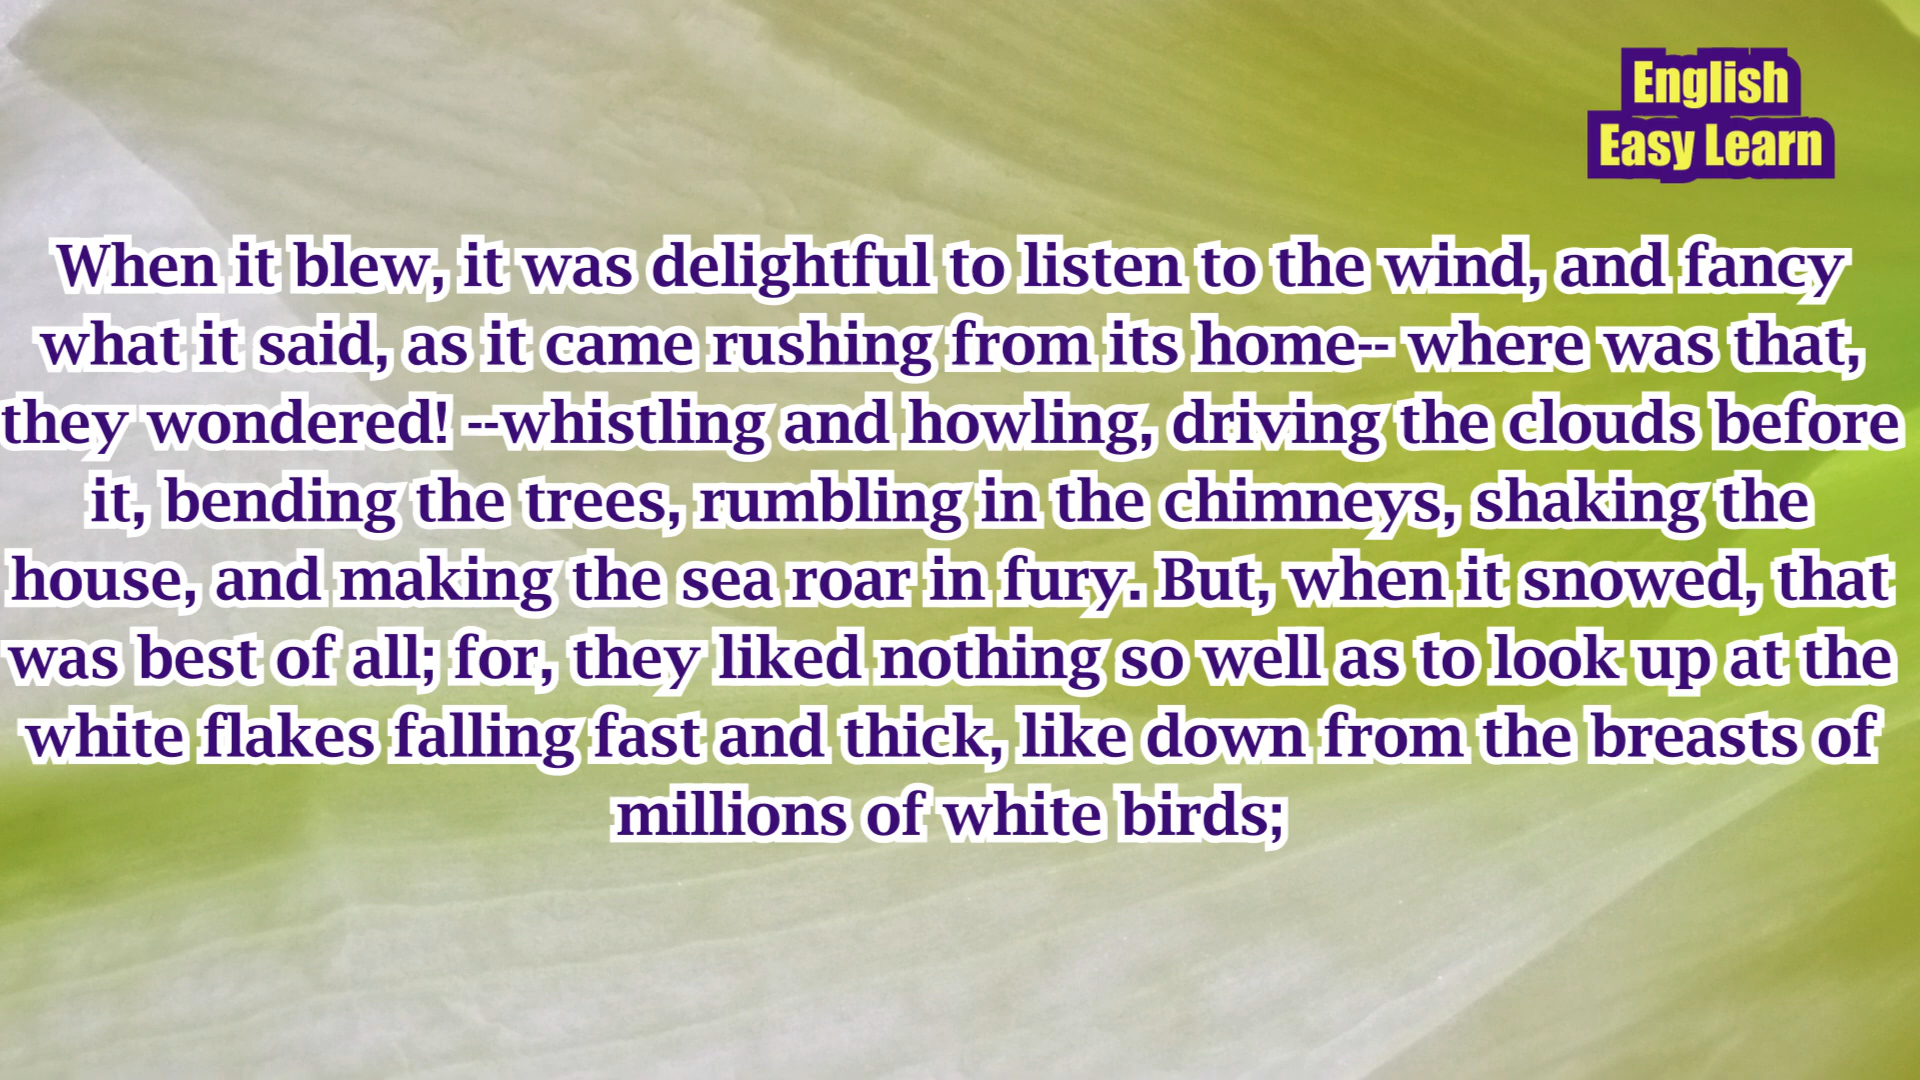 English
Easy Learn
When it blew, it was delightful to listen to the wind, and fancy
what it said, as it came rushing from its home-- where was that,
they wondered! --whistling and howling, driving the clouds before
it, bending the trees, rumbling in the chimneys, shaking the
house, and making the sea roar in fury. But, when it snowed, that
was best of all; for, they liked nothing so well as to look up at the
white flakes falling fast and thick, like down from the breasts of
millions of white birds;